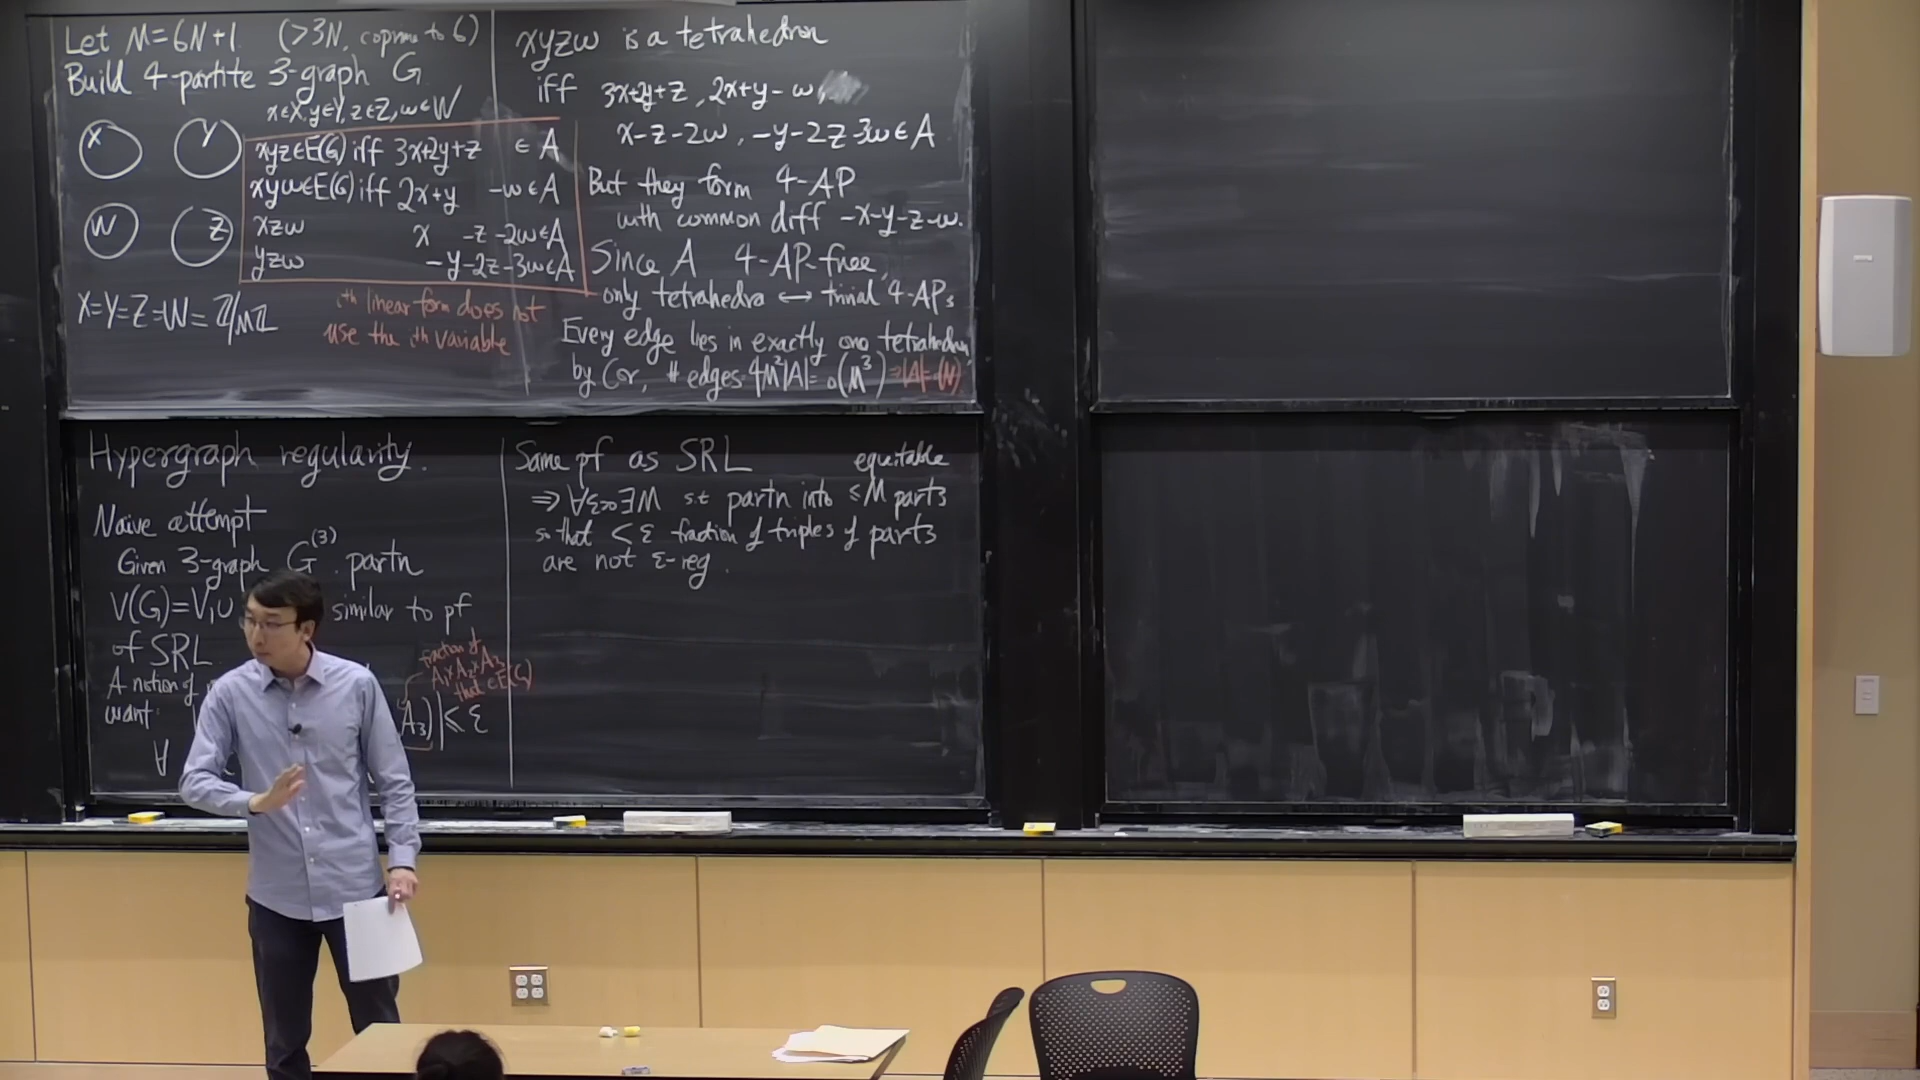 Let M=6N+1. (>3N, coprime to 6)
Build 4-partite 3-graph G
x∈X, y∈Y, z∈Z, w∈W
X Y
W Z
xyz∈E(G) iff 3x+2y+z ∈A
xyw∈E(G) iff 2x+y -w∈A
xzw x -z-2w∈A
yzw -y-2z-3w∈A
X=Y=Z=W=ℤ/Mℤ
ith linear form does not
use the ith variable
xyzw is a tetrahedron
iff 3x+2y+z, 2x+y-w,
x-z-2w, -y-2z-3w∈A
But they form 4-AP
with common diff -x-y-z-w.
Since A 4-AP-free,
only tetrahedra ↔ trivial 4-APs
Every edge lies in exactly one tetrahedron
by Cor, # edges 4M²|A|= o(M³) ⇒|A|=o(N)
Hypergraph regularity.
Naive attempt
Given 3-graph G⁽³⁾. partn
V(G)=V₁∪ similar to pf
of SRL
A notion of
want:
fraction of
A₁×A₂×A₃
that ∈E(G)
A₃)|≤ε
∀
Same pf as SRL equitable
⇒ ∀ε>0 ∃M s.t. partn into ≤M parts
so that <ε fraction of triples of parts
are not ε-reg.